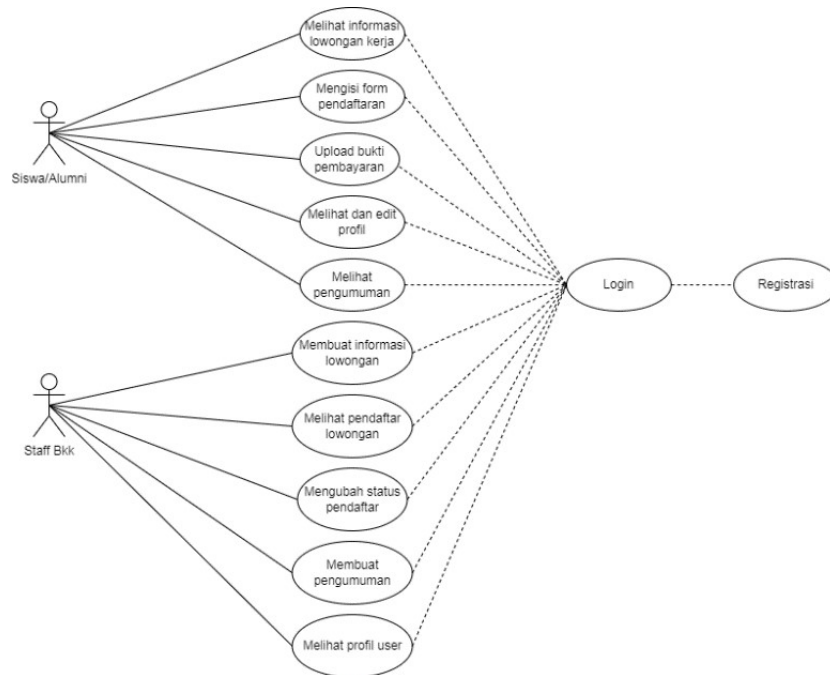 Melihat informasi
lowongan kerja
Mengisi form
pendaftaran
Siswa/Alumni
Upload bukti
pembayaran
Melihat dan edit
profil
Melihat
pengumuman
Login
Registrasi
Membuat informasi
lowongan
Melihat pendaftar
lowongan
Staff Bkk
Mengubah status
pendaftar
Membuat
pengumuman
Melihat profil user